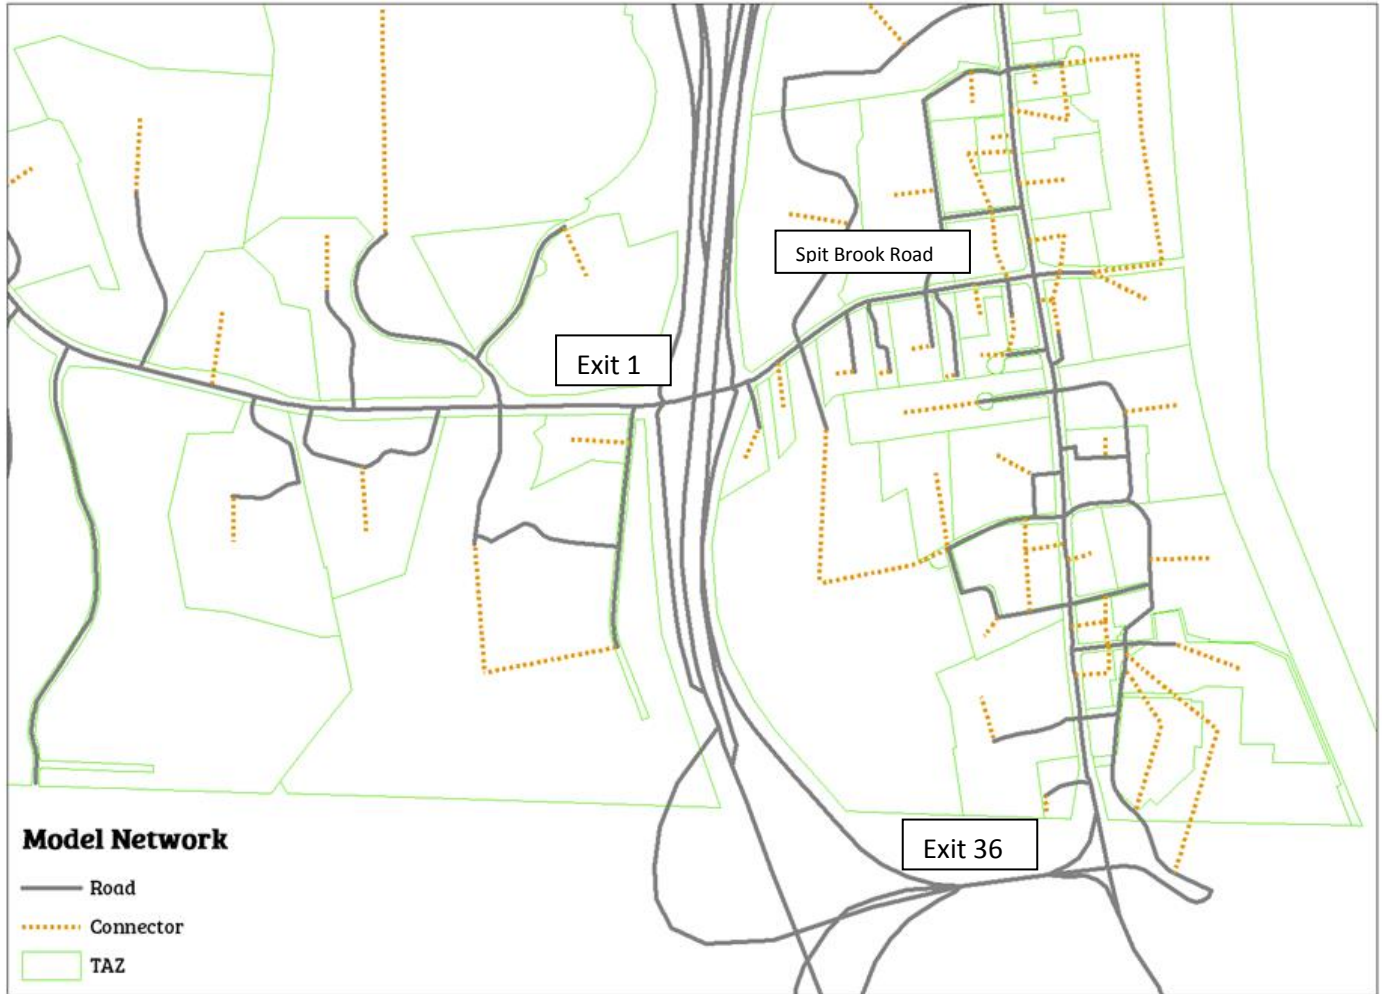 Spit Brook Road
Exit 1
Exit 36
Model Network
Road
Connector
TAZ